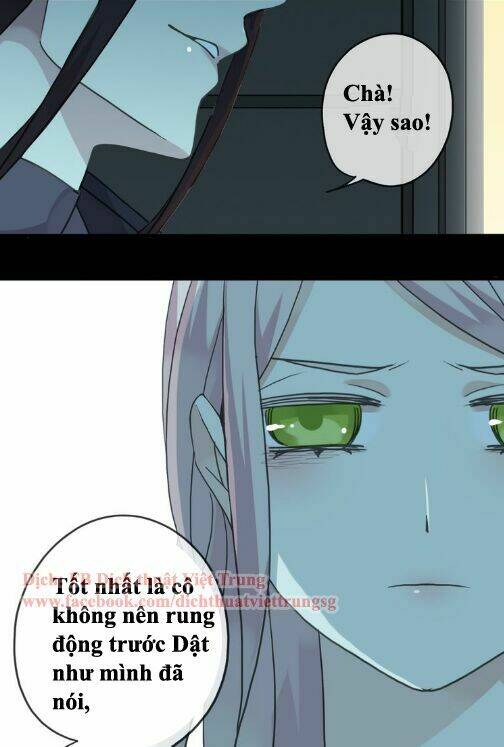 Chà!
Vậy sao!
Dịch: FB Dịch thuật Việt Trung
www.facebook.com/dichthuatviettrungsg
Tốt nhất là cô
không nên rung
động trước Dật
như mình đã
nói,